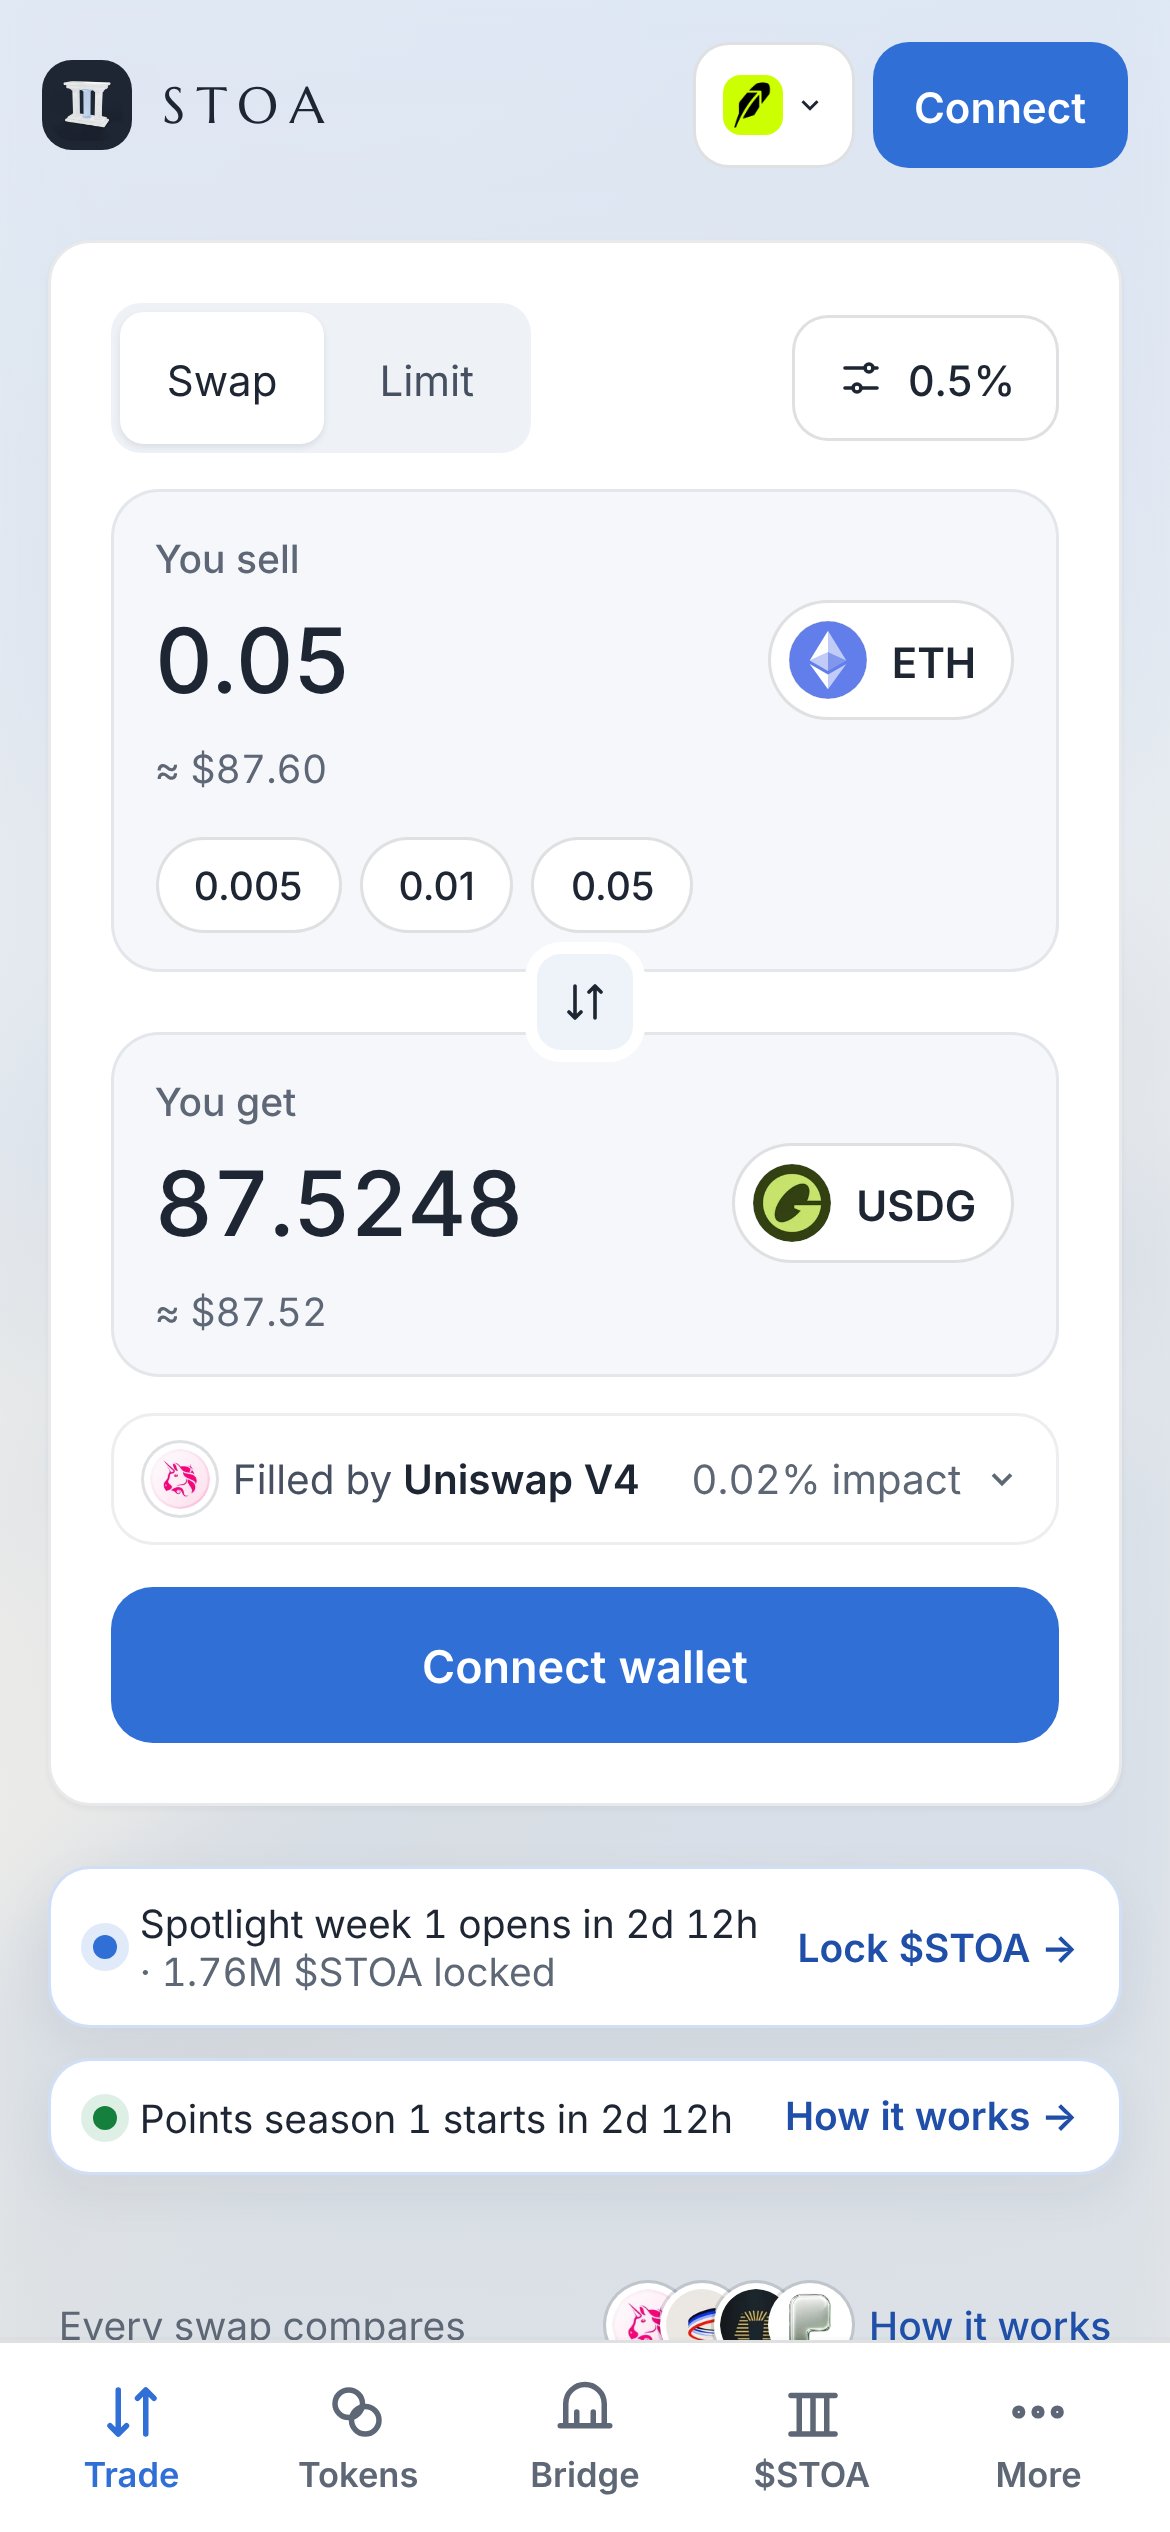 STOA
Connect
Swap
Limit
0.5%
You sell
0.05
ETH
≈ $87.60
0.005
0.01
0.05
You get
87.5248
USDG
≈ $87.52
Filled by Uniswap V4
0.02% impact
Connect wallet
Spotlight week 1 opens in 2d 12h
· 1.76M $STOA locked
Lock $STOA →
Points season 1 starts in 2d 12h
How it works →
Every swap compares
How it works
Trade
Tokens
Bridge
$STOA
More